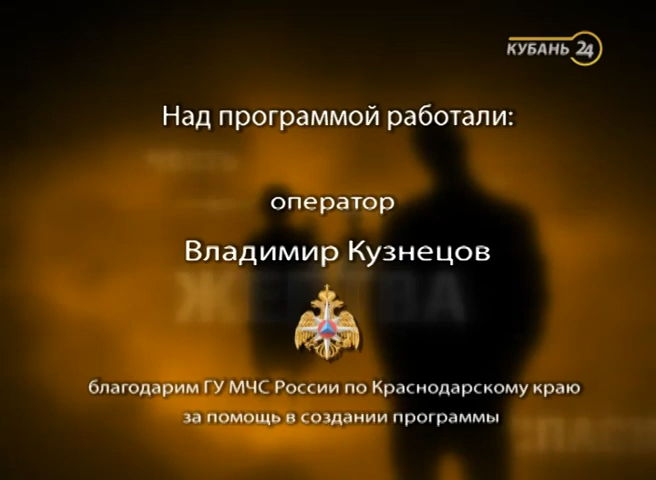 КУБАНЬ 24
Над программой работали:
оператор
Владимир Кузнецов
ЖЕРТВА
благодарим ГУ МЧС России по Краснодарскому краю
за помощь в создании программы